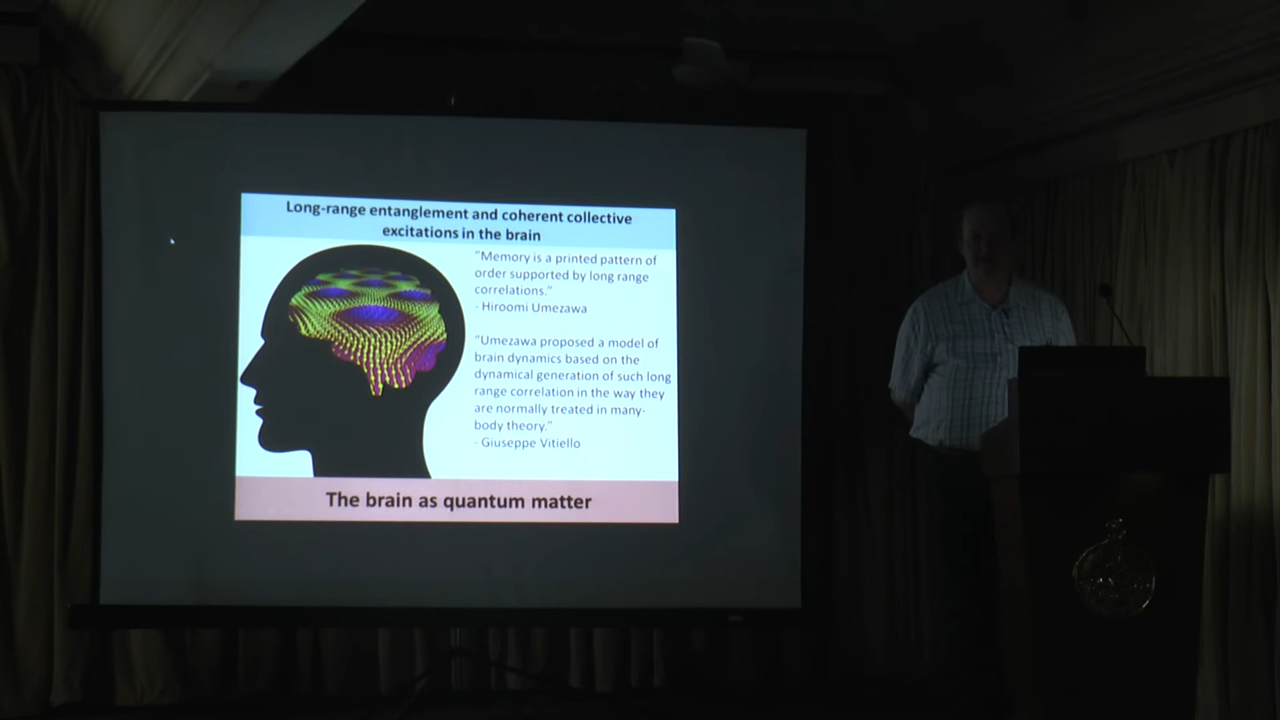 Long-range entanglement and coherent collective
excitations in the brain
"Memory is a printed pattern of
order supported by long range
correlations."
- Hiroomi Umezawa
"Umezawa proposed a model of
brain dynamics based on the
dynamical generation of such long
range correlation in the way they
are normally treated in many-
body theory."
- Giuseppe Vitiello
The brain as quantum matter